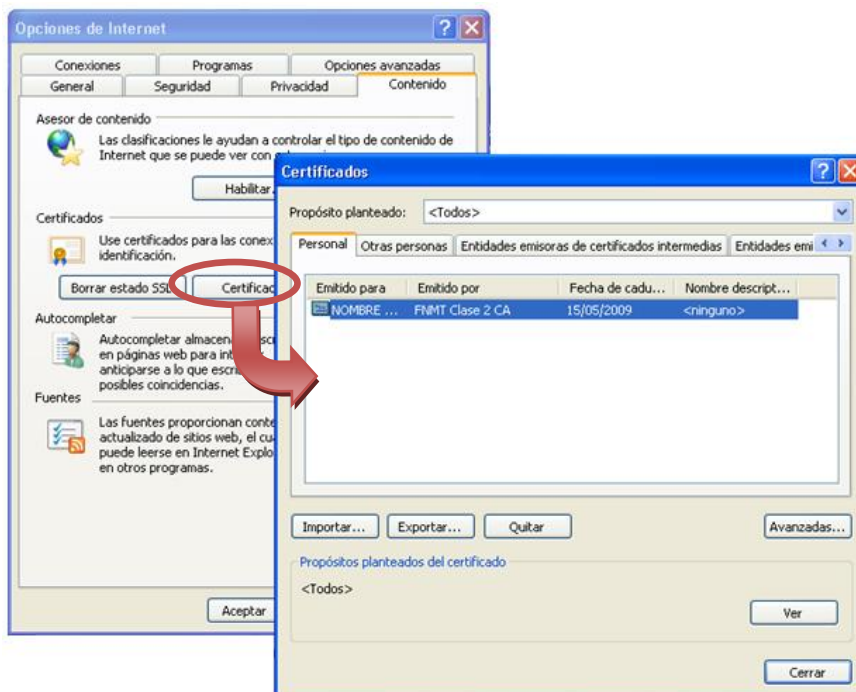 Opciones de Internet
Conexiones Programas Opciones avanzadas
General Seguridad Privacidad Contenido
Asesor de contenido
Las clasificaciones le ayudan a controlar el tipo de contenido de
Internet que se puede ver con
Habilitar
Certificados
Use certificados para las conex
identificación.
Borrar estado SSL Certificad
Autocompletar
Autocompletar almacena
en páginas web para
anticiparse a lo que
posibles coincidencias.
Fuentes
Las fuentes proporcionan conte
actualizado de sitios web, el cu
puede leerse en Internet Explo
en otros programas.
Aceptar
Certificados
Propósito planteado: <Todos>
Personal Otras personas Entidades emisoras de certificados intermedias Entidades emi
Emitido para Emitido por Fecha de cadu... Nombre descript...
NOMBRE ... FNMT Clase 2 CA 15/05/2009 <ninguno>
Importar... Exportar... Quitar Avanzadas...
Propósitos planteados del certificado
<Todos>
Ver
Cerrar